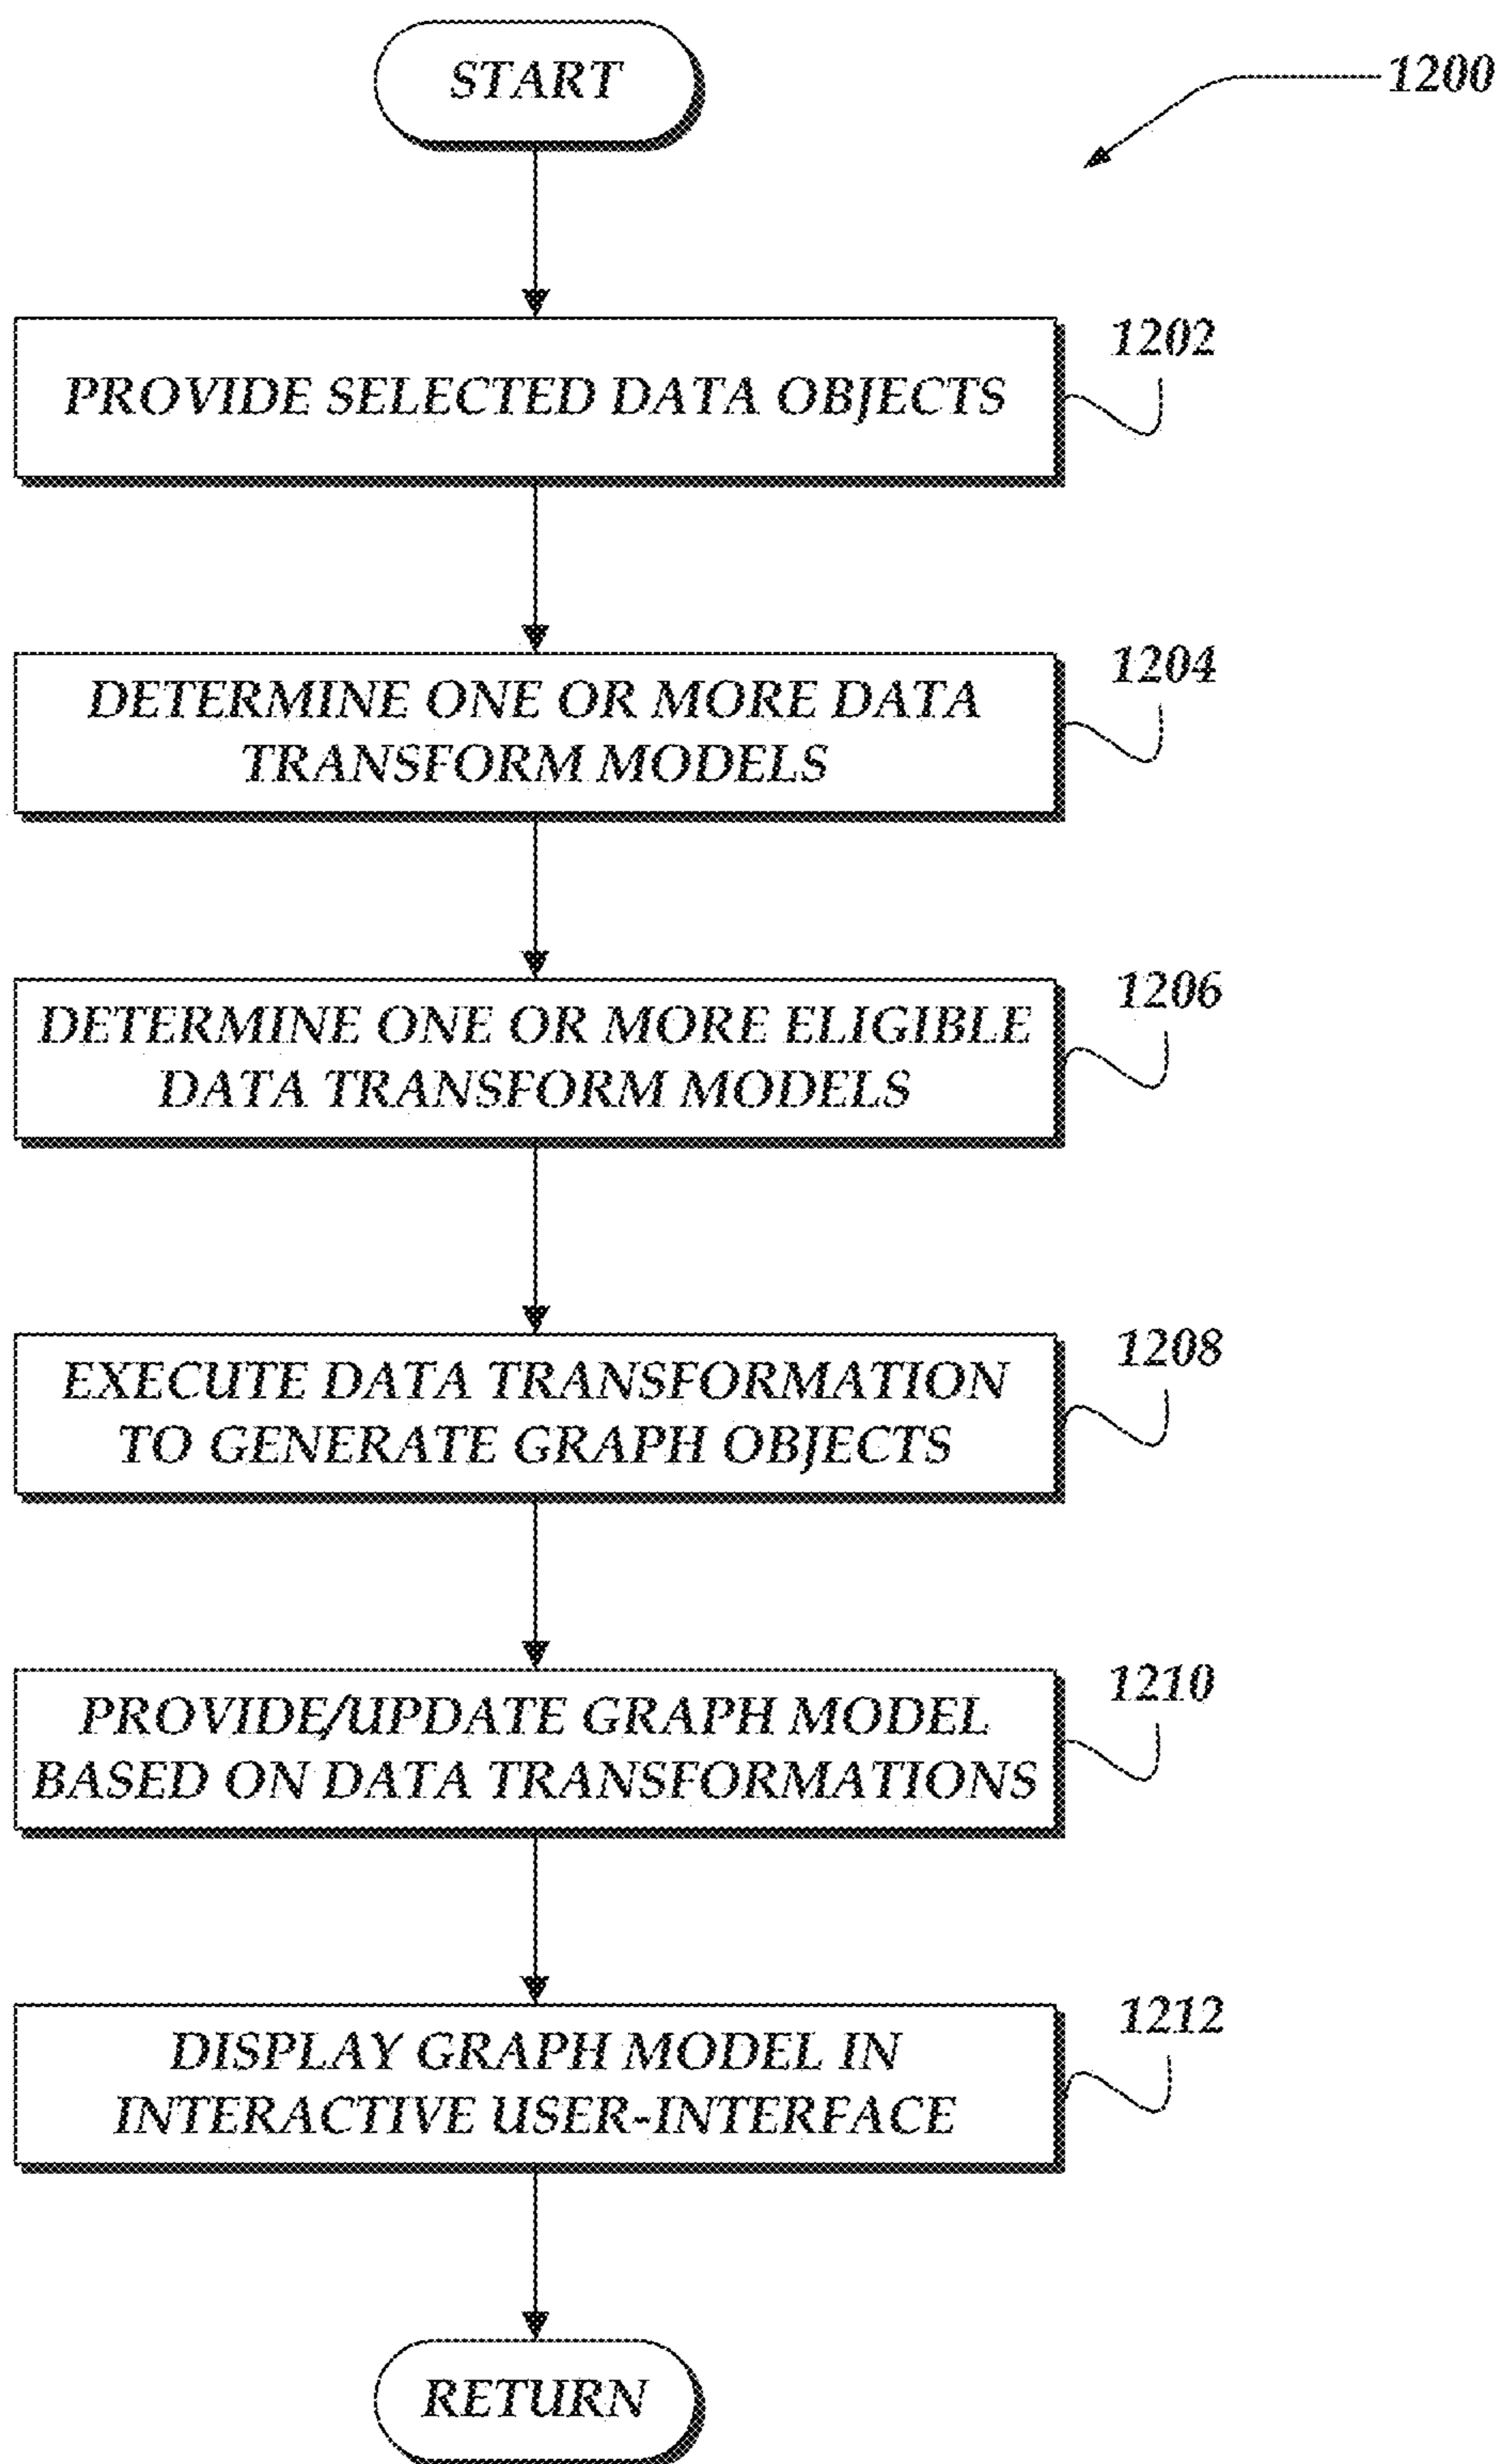 START
1200
1202
PROVIDE SELECTED DATA OBJECTS
1204
DETERMINE ONE OR MORE DATA
TRANSFORM MODELS
1206
DETERMINE ONE OR MORE ELIGIBLE
DATA TRANSFORM MODELS
1208
EXECUTE DATA TRANSFORMATION
TO GENERATE GRAPH OBJECTS
1210
PROVIDE/UPDATE GRAPH MODEL
BASED ON DATA TRANSFORMATIONS
1212
DISPLAY GRAPH MODEL IN
INTERACTIVE USER-INTERFACE
RETURN